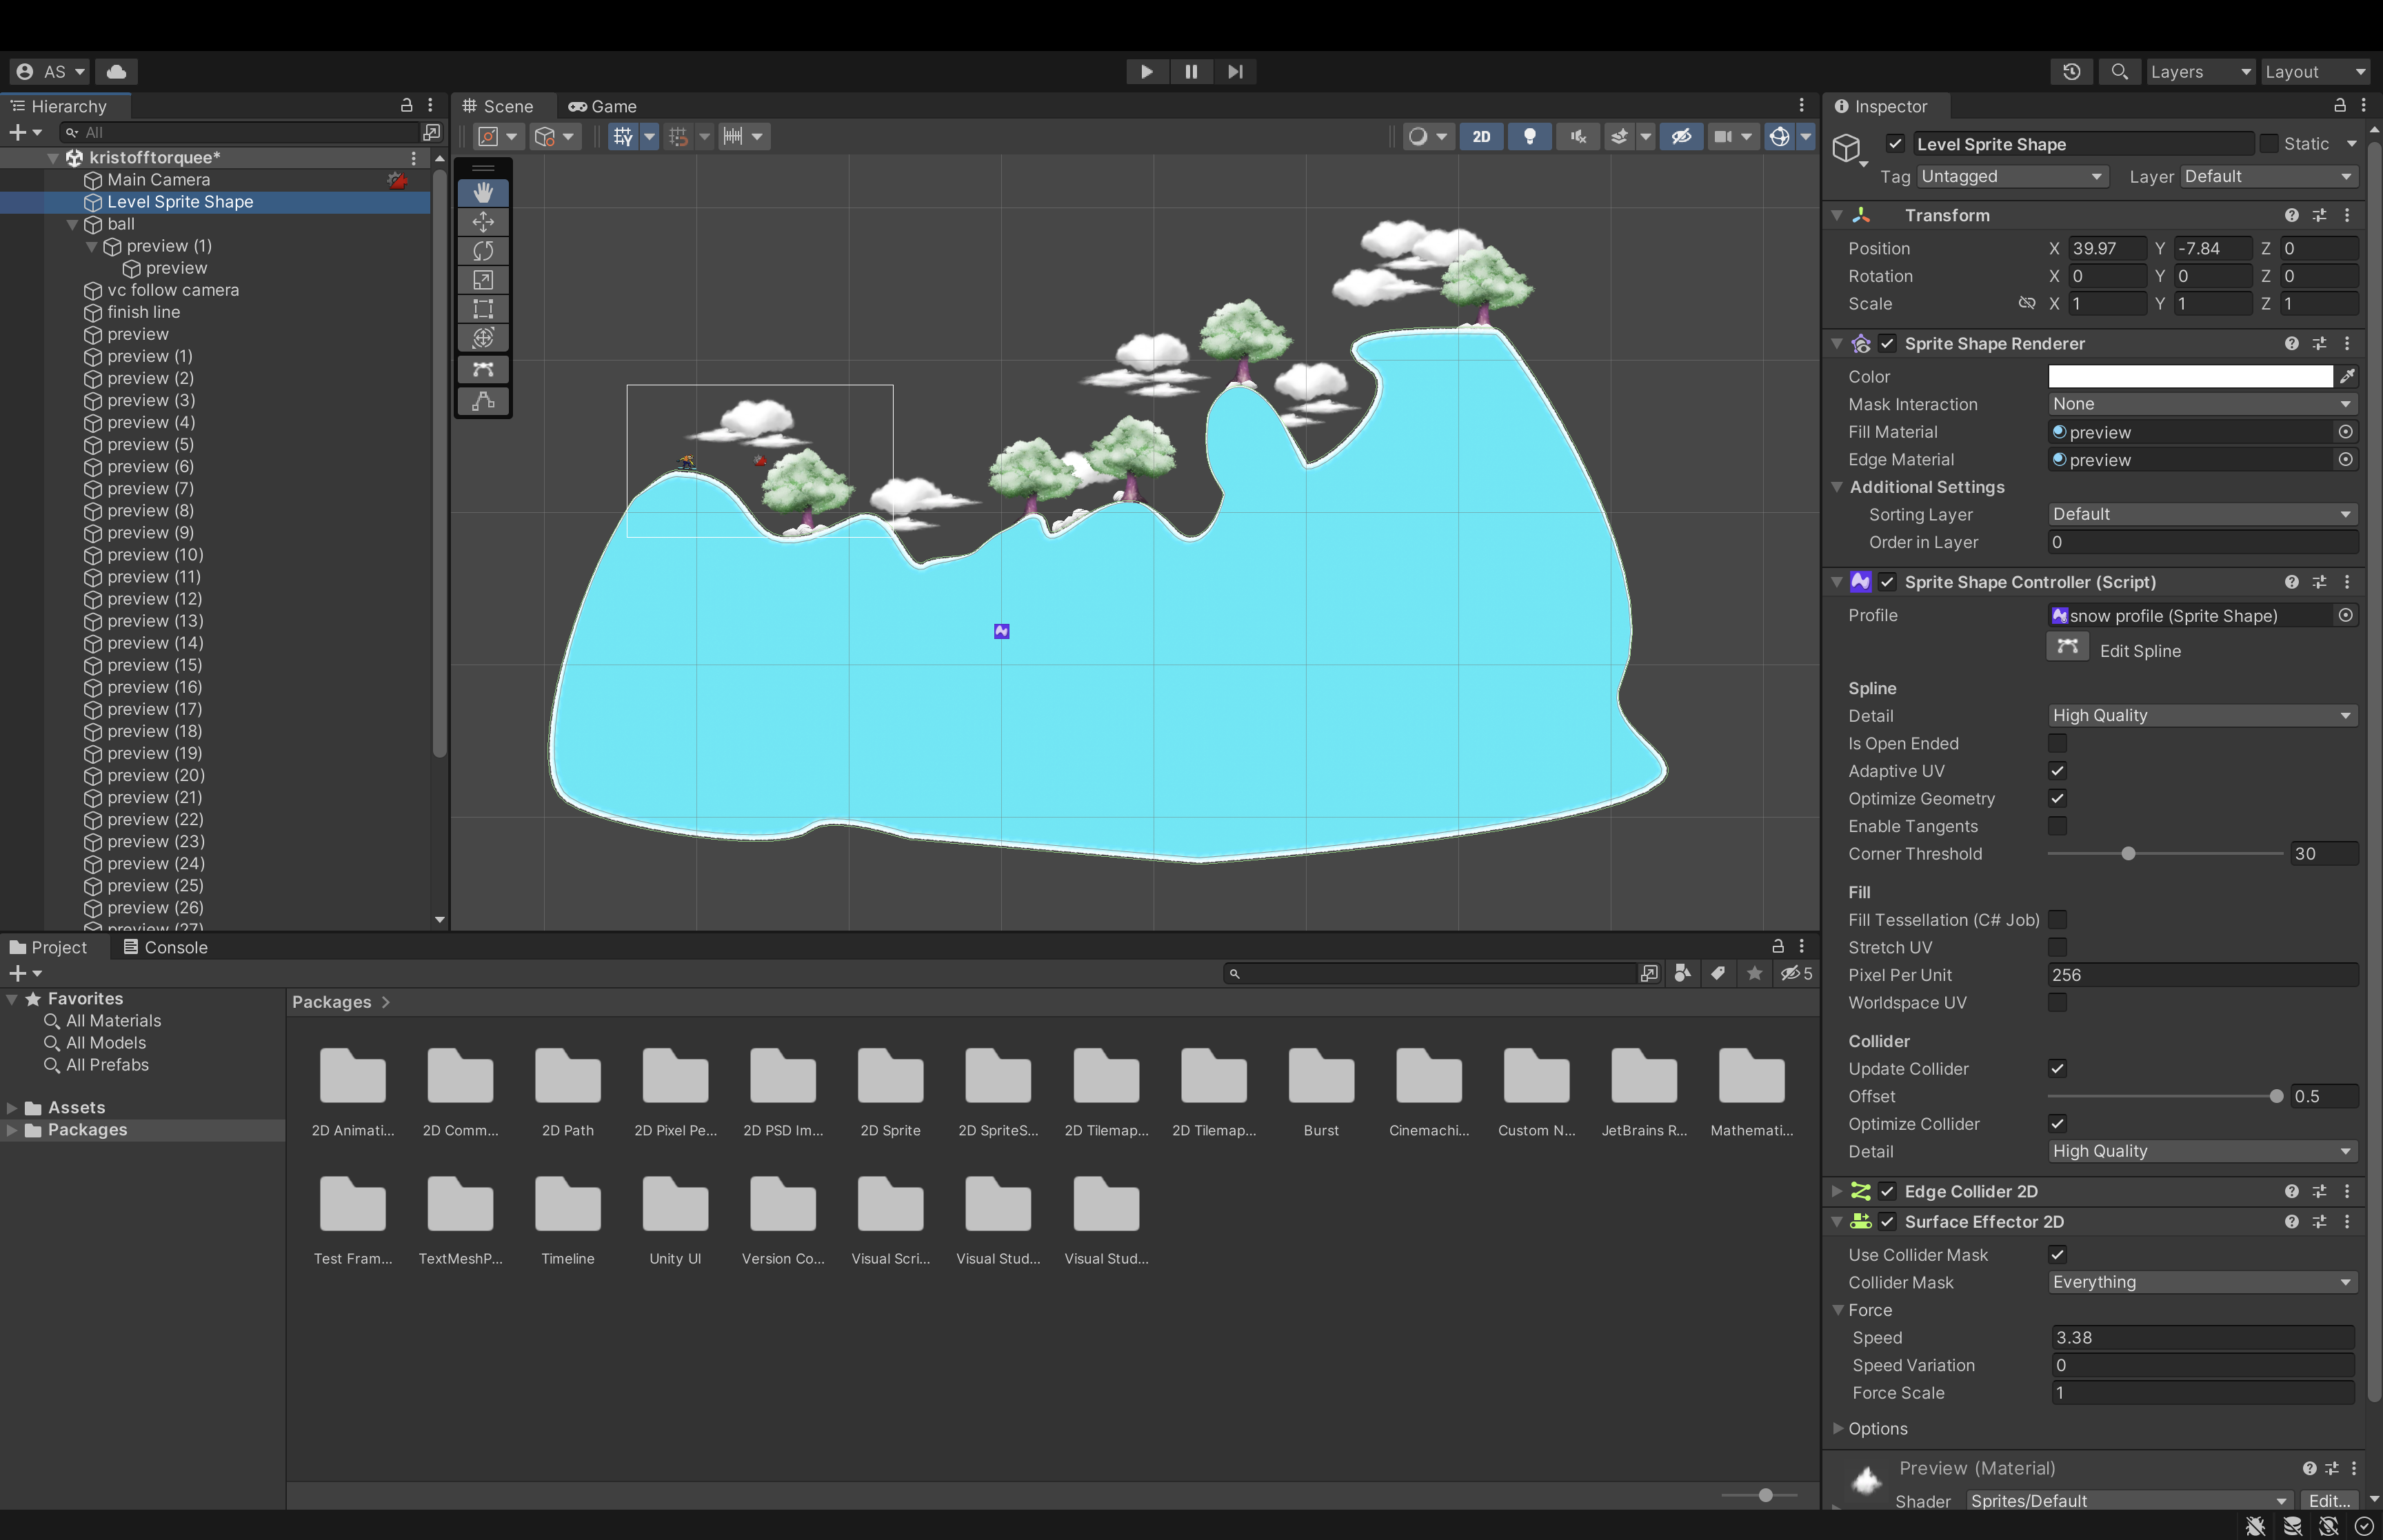 AS
Layers
Layout
Hierarchy
All
kristofftorquee*
Main Camera
Level Sprite Shape
ball
preview (1)
preview
vc follow camera
finish line
preview
preview (1)
preview (2)
preview (3)
preview (4)
preview (5)
preview (6)
preview (7)
preview (8)
preview (9)
preview (10)
preview (11)
preview (12)
preview (13)
preview (14)
preview (15)
preview (16)
preview (17)
preview (18)
preview (19)
preview (20)
preview (21)
preview (22)
preview (23)
preview (24)
preview (25)
preview (26)
preview (27)
Scene
Game
2D
Inspector
Level Sprite Shape
Static
Tag Untagged Layer Default
Transform
Position X 39.97 Y -7.84 Z 0
Rotation X 0 Y 0 Z 0
Scale X 1 Y 1 Z 1
Sprite Shape Renderer
Color
Mask Interaction None
Fill Material preview
Edge Material preview
Additional Settings
Sorting Layer Default
Order in Layer 0
Sprite Shape Controller (Script)
Profile snow profile (Sprite Shape)
Edit Spline
Spline
Detail High Quality
Is Open Ended
Adaptive UV
Optimize Geometry
Enable Tangents
Corner Threshold 30
Fill
Fill Tessellation (C# Job)
Stretch UV
Pixel Per Unit 256
Worldspace UV
Collider
Update Collider
Offset 0.5
Optimize Collider
Detail High Quality
Edge Collider 2D
Surface Effector 2D
Use Collider Mask
Collider Mask Everything
Force
Speed 3.38
Speed Variation 0
Force Scale 1
Options
Preview (Material)
Shader Sprites/Default Edit...
Project
Console
5
Favorites
All Materials
All Models
All Prefabs
Assets
Packages
Packages
2D Animati... 2D Comm... 2D Path 2D Pixel Pe... 2D PSD Im... 2D Sprite 2D SpriteS... 2D Tilemap... 2D Tilemap... Burst Cinemachi... Custom N... JetBrains R... Mathemati...
Test Fram... TextMeshP... Timeline Unity UI Version Co... Visual Scri... Visual Stud... Visual Stud...